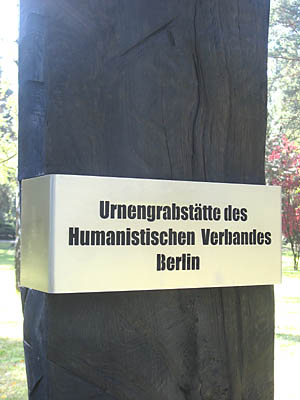 Urnengrabstätte des
Humanistischen Verbandes
Berlin